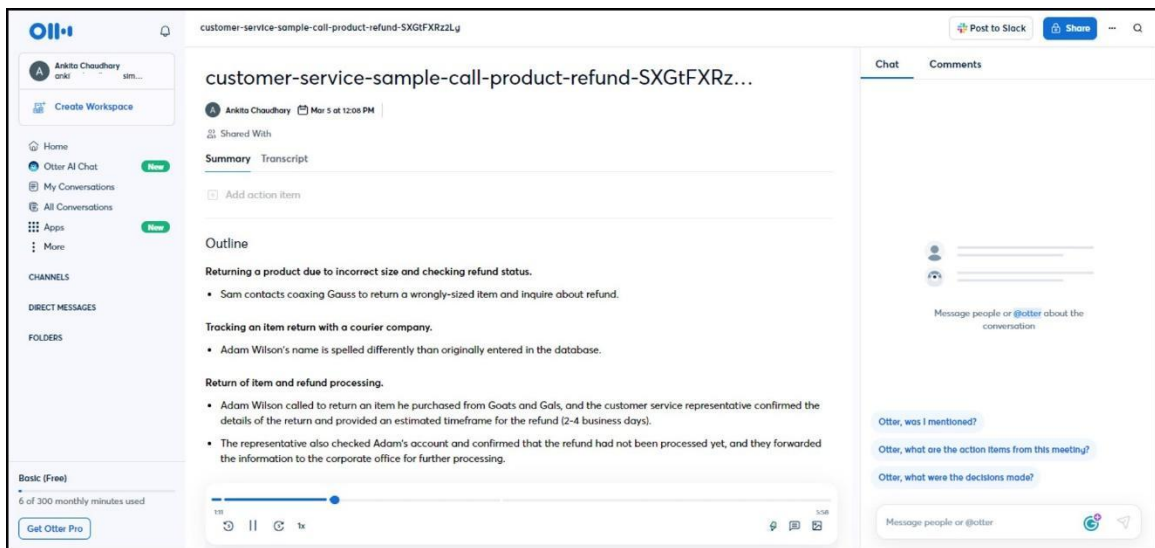 Otter
customer-service-sample-call-product-refund-SXGtFXRz2Lg
Post to Slack
Share
A
Ankita Chaudhary
anki sim...
Create Workspace
Home
Otter AI Chat New
My Conversations
All Conversations
Apps New
More
CHANNELS
DIRECT MESSAGES
FOLDERS
Basic (Free)
6 of 300 monthly minutes used
Get Otter Pro
customer-service-sample-call-product-refund-SXGtFXRz...
A Ankita Chaudhary Mar 5 at 12:08 PM
Shared With
Summary Transcript
Add action item
Outline
Returning a product due to incorrect size and checking refund status.
• Sam contacts coaxing Gauss to return a wrongly-sized item and inquire about refund.
Tracking an item return with a courier company.
• Adam Wilson's name is spelled differently than originally entered in the database.
Return of item and refund processing.
• Adam Wilson called to return an item he purchased from Goats and Gals, and the customer service representative confirmed the
details of the return and provided an estimated timeframe for the refund (2-4 business days).
• The representative also checked Adam's account and confirmed that the refund had not been processed yet, and they forwarded
the information to the corporate office for further processing.
1:11 5:58
1x
Chat Comments
Message people or @otter about the
conversation
Otter, was I mentioned?
Otter, what are the action items from this meeting?
Otter, what were the decisions made?
Message people or @otter